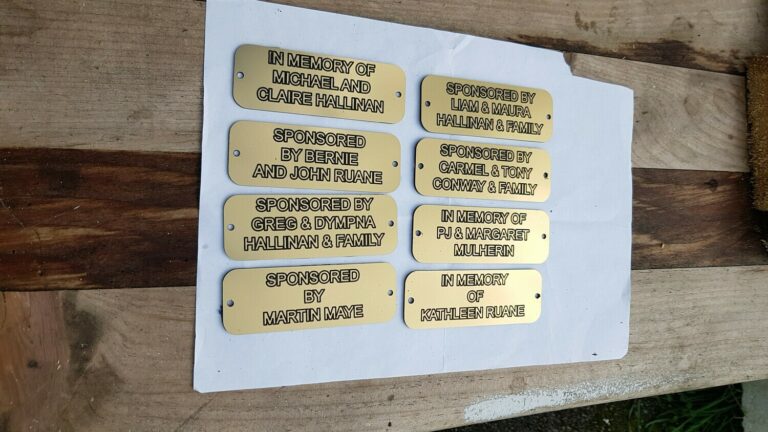 IN MEMORY OF
MICHAEL AND
CLAIRE HALLINAN
SPONSORED
BY BERNIE
AND JOHN RUANE
SPONSORED BY
GREG & DYMPNA
HALLINAN & FAMILY
SPONSORED
BY
MARTIN MAYE
SPONSORED BY
LIAM & MAURA
HALLINAN & FAMILY
SPONSORED BY
CARMEL & TONY
CONWAY & FAMILY
IN MEMORY OF
PJ & MARGARET
MULHERIN
IN MEMORY
OF
KATHLEEN RUANE